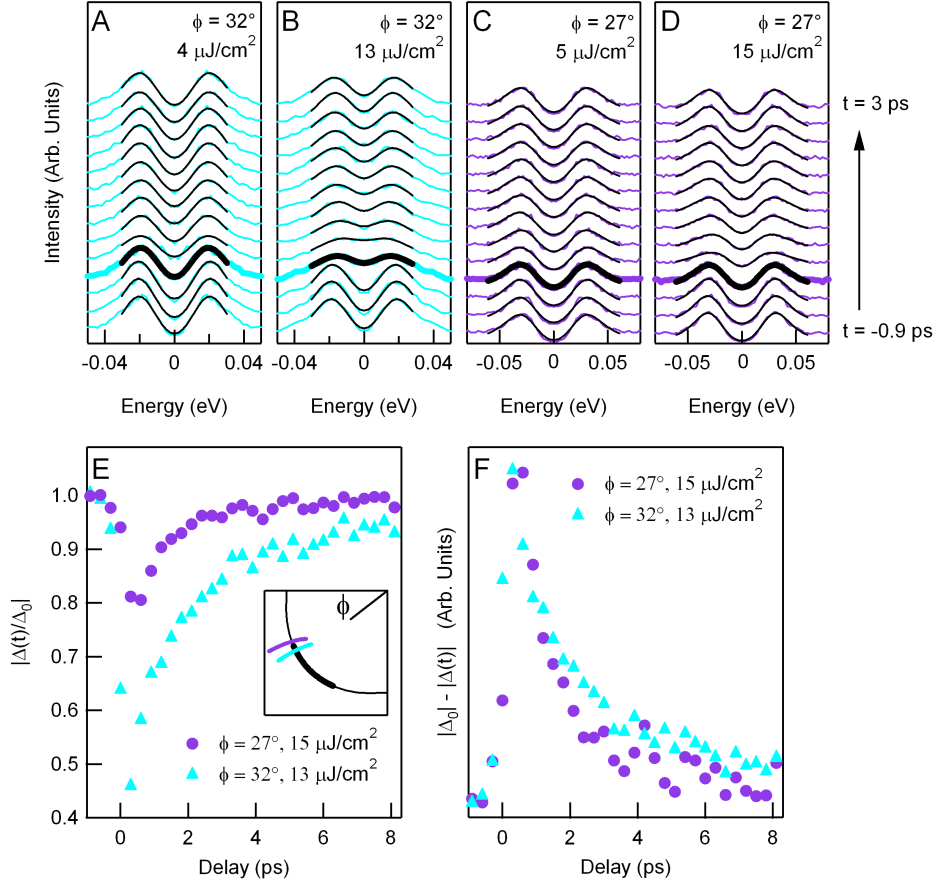 A
ϕ = 32°
4 μJ/cm²
B
ϕ = 32°
13 μJ/cm²
C
ϕ = 27°
5 μJ/cm²
D
ϕ = 27°
15 μJ/cm²
Intensity (Arb. Units)
t = 3 ps
t = -0.9 ps
-0.04 0 0.04
-0.04 0 0.04
-0.05 0 0.05
-0.05 0 0.05
Energy (eV)
Energy (eV)
Energy (eV)
Energy (eV)
E
1.0
0.9
0.8
0.7
0.6
0.5
0.4
|Δ(t)/Δ₀|
ϕ
ϕ = 27°, 15 μJ/cm²
ϕ = 32°, 13 μJ/cm²
0 2 4 6 8
Delay (ps)
F
ϕ = 27°, 15 μJ/cm²
ϕ = 32°, 13 μJ/cm²
|Δ₀| - |Δ(t)| (Arb. Units)
0 2 4 6 8
Delay (ps)